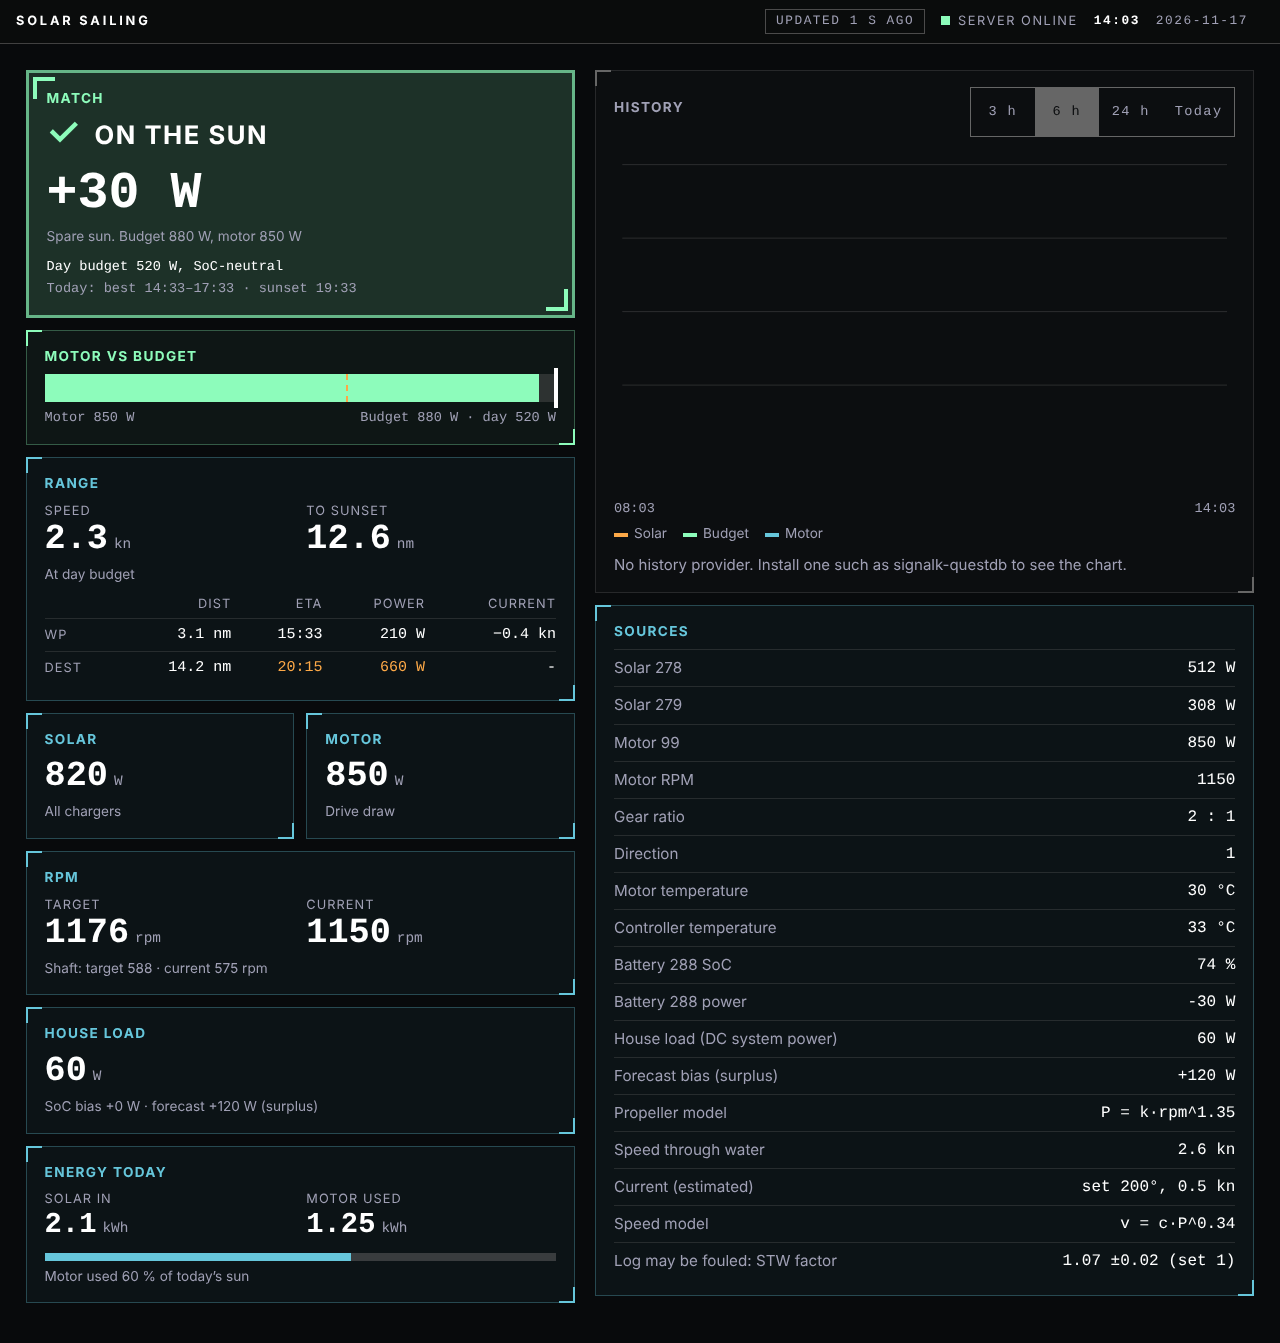 SOLAR SAILING
UPDATED 1 S AGO
SERVER ONLINE 14:03 2026-11-17
MATCH
ON THE SUN
+30 W
Spare sun. Budget 880 W, motor 850 W
Day budget 520 W, SoC-neutral
Today: best 14:33–17:33 · sunset 19:33
MOTOR VS BUDGET
Motor 850 W Budget 880 W · day 520 W
RANGE
SPEED TO SUNSET
2.3 kn 12.6 nm
At day budget
DIST ETA POWER CURRENT
WP 3.1 nm 15:33 210 W −0.4 kn
DEST 14.2 nm 20:15 660 W -
SOLAR
820 W
All chargers
MOTOR
850 W
Drive draw
RPM
TARGET CURRENT
1176 rpm 1150 rpm
Shaft: target 588 · current 575 rpm
HOUSE LOAD
60 W
SoC bias +0 W · forecast +120 W (surplus)
ENERGY TODAY
SOLAR IN MOTOR USED
2.1 kWh 1.25 kWh
Motor used 60 % of today's sun
HISTORY
3 h 6 h 24 h Today
08:03 14:03
Solar Budget Motor
No history provider. Install one such as signalk-questdb to see the chart.
SOURCES
Solar 278 512 W
Solar 279 308 W
Motor 99 850 W
Motor RPM 1150
Gear ratio 2 : 1
Direction 1
Motor temperature 30 °C
Controller temperature 33 °C
Battery 288 SoC 74 %
Battery 288 power -30 W
House load (DC system power) 60 W
Forecast bias (surplus) +120 W
Propeller model P = k·rpm^1.35
Speed through water 2.6 kn
Current (estimated) set 200°, 0.5 kn
Speed model v = c·P^0.34
Log may be fouled: STW factor 1.07 ±0.02 (set 1)